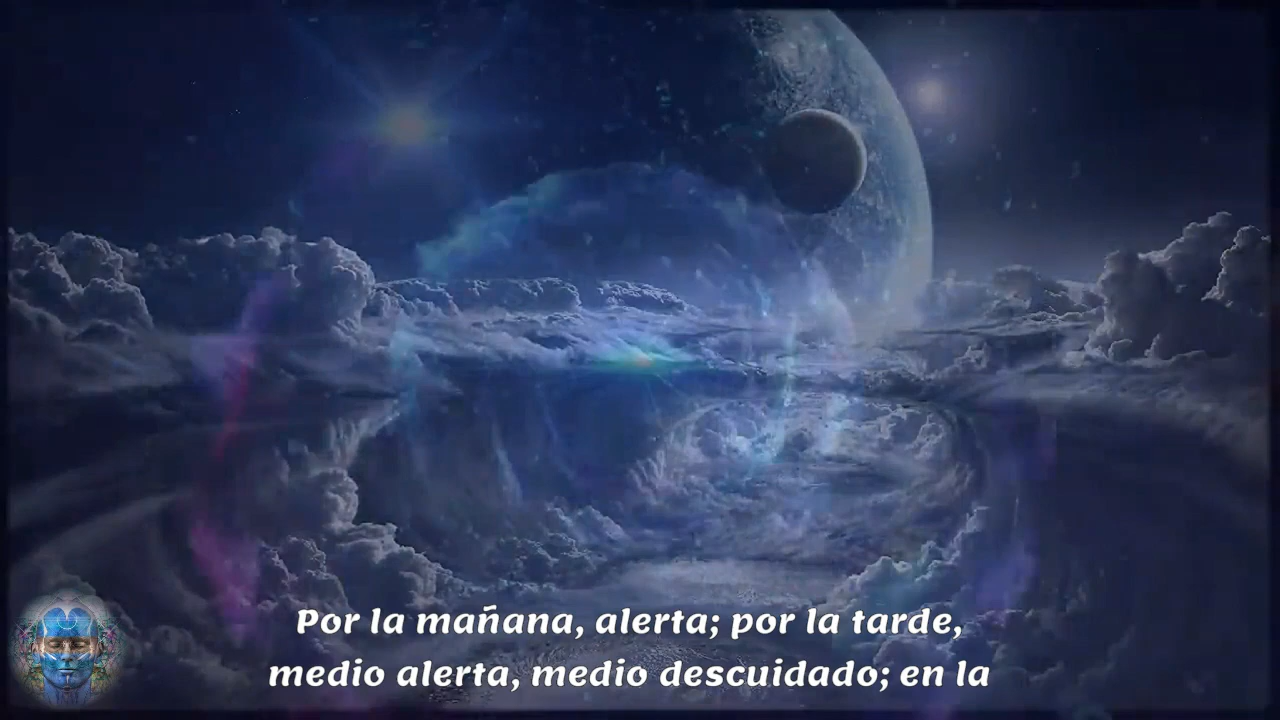 Por la mañana, alerta; por la tarde,
medio alerta, medio descuidado; en la